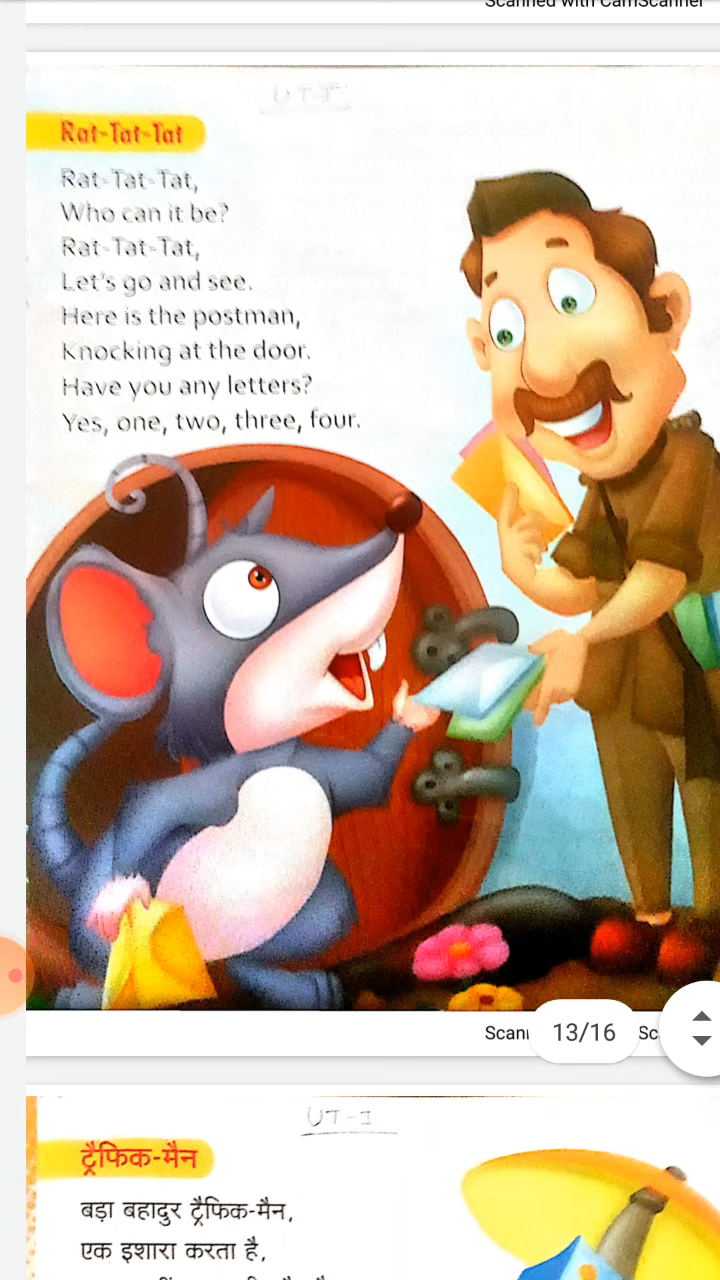 Scanned with CamScanner
UT-I
Rat-Tat-Tat
Rat-Tat-Tat,
Who can it be?
Rat-Tat-Tat,
Let's go and see.
Here is the postman,
Knocking at the door.
Have you any letters?
Yes, one, two, three, four.
13/16
UT-I
ट्रैफिक-मैन
बड़ा बहादुर ट्रैफिक-मैन,
एक इशारा करता है,